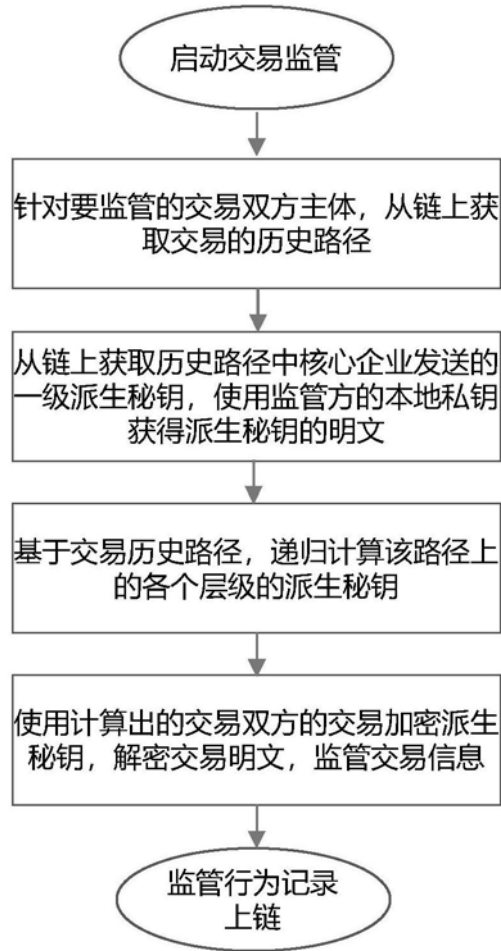 启动交易监管
针对要监管的交易双方主体，从链上获
取交易的历史路径
从链上获取历史路径中核心企业发送的
一级派生秘钥，使用监管方的本地私钥
获得派生秘钥的明文
基于交易历史路径，递归计算该路径上
的各个层级的派生秘钥
使用计算出的交易双方的交易加密派生
秘钥，解密交易明文，监管交易信息
监管行为记录
上链